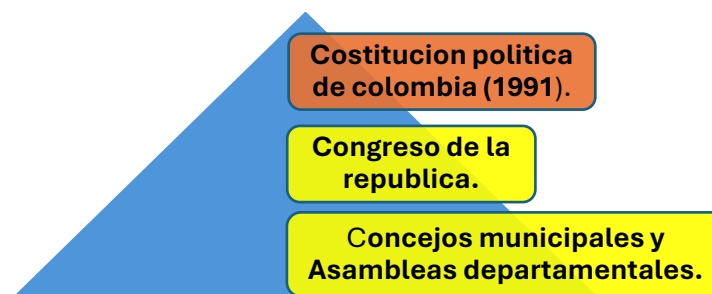 Costitucion politica
de colombia (1991).
Congreso de la
republica.
Concejos municipales y
Asambleas departamentales.